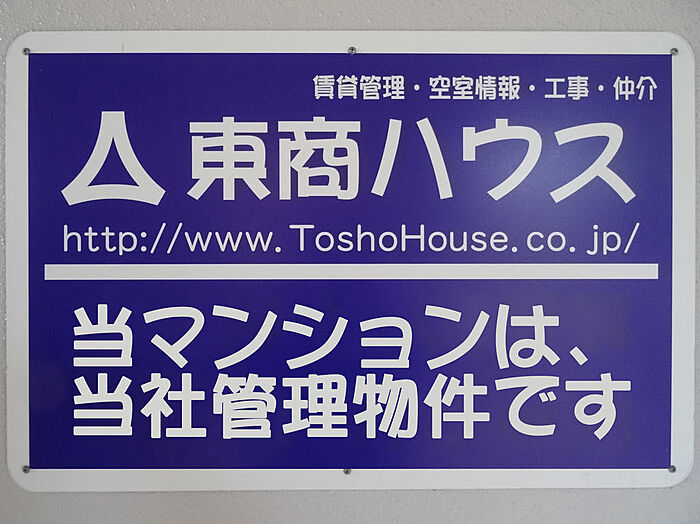 賃貸管理・空室情報・工事・仲介
東商ハウス
http://www.ToshoHouse.co.jp/
当マンションは、
当社管理物件です